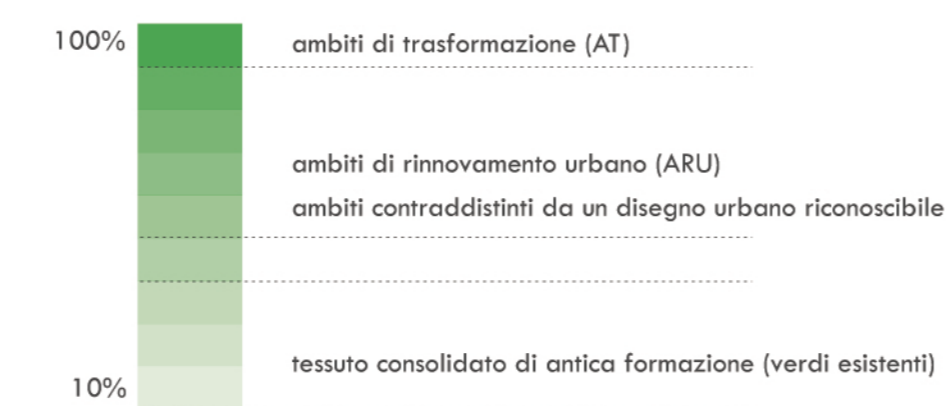 100%
ambiti di trasformazione (AT)
ambiti di rinnovamento urbano (ARU)
ambiti contraddistinti da un disegno urbano riconoscibile
tessuto consolidato di antica formazione (verdi esistenti)
10%